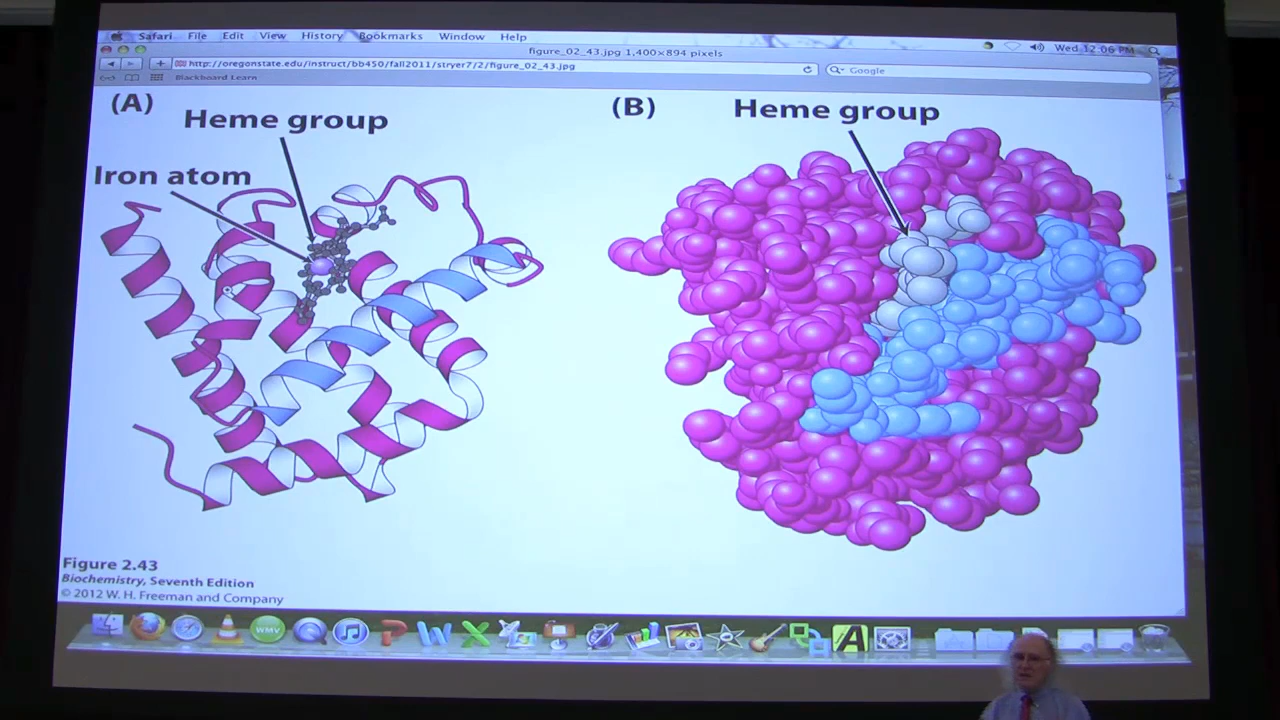 Safari File Edit View History Bookmarks Window Help
Wed 12:06 PM
figure_02_43.jpg 1,400×894 pixels
http://oregonstate.edu/instruct/bb450/fall2011/stryer7/2/figure_02_43.jpg
Google
Blackboard Learn
(A)
Heme group
Iron atom
(B)
Heme group
Figure 2.43
Biochemistry, Seventh Edition
© 2012 W. H. Freeman and Company
WMV